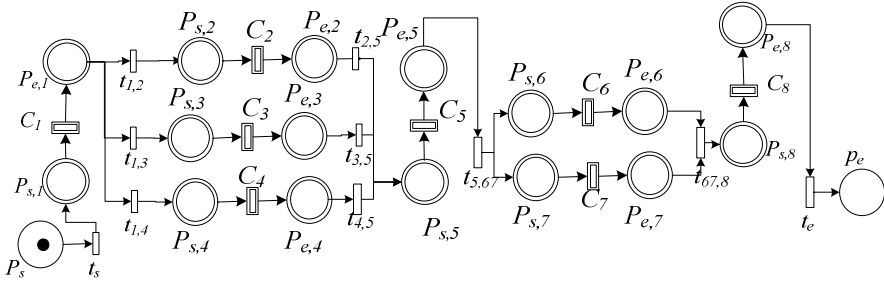 P_{e,1}
C_1
P_{s,1}
P_s
t_s
t_{1,2}
t_{1,3}
t_{1,4}
P_{s,2}
C_2
P_{e,2}
t_{2,5}
P_{s,3}
C_3
P_{e,3}
t_{3,5}
P_{s,4}
C_4
P_{e,4}
t_{4,5}
P_{e,5}
C_5
P_{s,5}
t_{5,67}
P_{s,6}
C_6
P_{e,6}
P_{s,7}
C_7
P_{e,7}
t_{67,8}
P_{e,8}
C_8
P_{s,8}
t_e
p_e